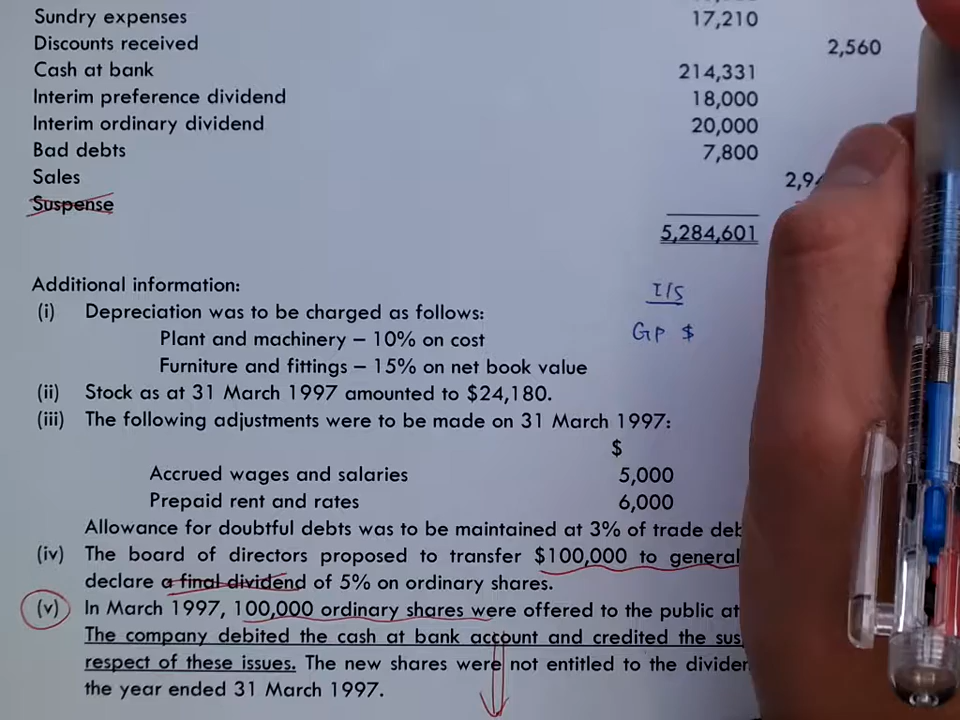 Sundry expenses 17,210
Discounts received 2,560
Cash at bank 214,331
Interim preference dividend 18,000
Interim ordinary dividend 20,000
Bad debts 7,800
Sales
Suspense
5,284,601
Additional information:
I/S
(i) Depreciation was to be charged as follows:
Plant and machinery – 10% on cost
GP $
Furniture and fittings – 15% on net book value
(ii) Stock as at 31 March 1997 amounted to $24,180.
(iii) The following adjustments were to be made on 31 March 1997:
$
Accrued wages and salaries 5,000
Prepaid rent and rates 6,000
Allowance for doubtful debts was to be maintained at 3% of trade
(iv) The board of directors proposed to transfer $100,000 to general
declare a final dividend of 5% on ordinary shares.
(v) In March 1997, 100,000 ordinary shares were offered to the public at
The company debited the cash at bank account and credited the
respect of these issues. The new shares were not entitled to the
the year ended 31 March 1997.